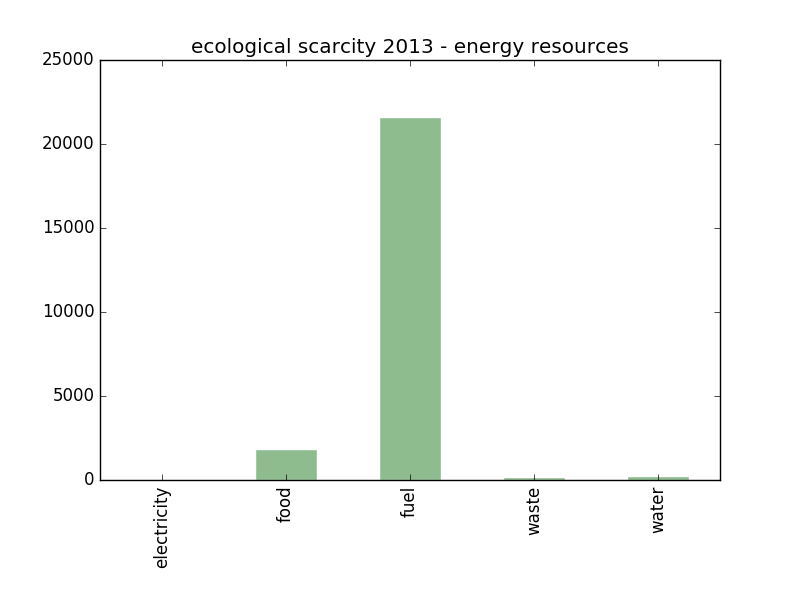 ecological scarcity 2013 - energy resources
25000
20000
15000
10000
5000
0
electricity
food
fuel
waste
water